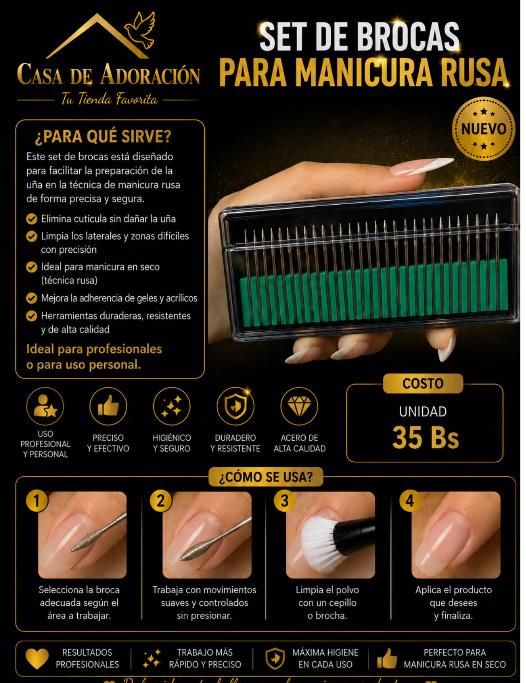 CASA DE ADORACIÓN
Tu Tienda Favorita
SET DE BROCAS
PARA MANICURA RUSA
NUEVO
¿PARA QUÉ SIRVE?
Este set de brocas está diseñado
para facilitar la preparación de la
uña en la técnica de manicura rusa
de forma precisa y segura.
Elimina cutícula sin dañar la uña
Limpia los laterales y zonas difíciles
con precisión
Ideal para manicura en seco
(técnica rusa)
Mejora la adherencia de geles y acrílicos
Herramientas duraderas, resistentes
y de alta calidad
Ideal para profesionales
o para uso personal.
USO
PROFESIONAL
Y PERSONAL
PRECISO
Y EFECTIVO
HIGIÉNICO
Y SEGURO
DURADERO
Y RESISTENTE
ACERO DE
ALTA CALIDAD
COSTO
UNIDAD
35 Bs
¿CÓMO SE USA?
1
Selecciona la broca
adecuada según el
área a trabajar.
2
Trabaja con movimientos
suaves y controlados
sin presionar.
3
Limpia el polvo
con un cepillo
o brocha.
4
Aplica el producto
que desees
y finaliza.
RESULTADOS
PROFESIONALES
TRABAJO MÁS
RÁPIDO Y PRECISO
MÁXIMA HIGIENE
EN CADA USO
PERFECTO PARA
MANICURA RUSA EN SECO